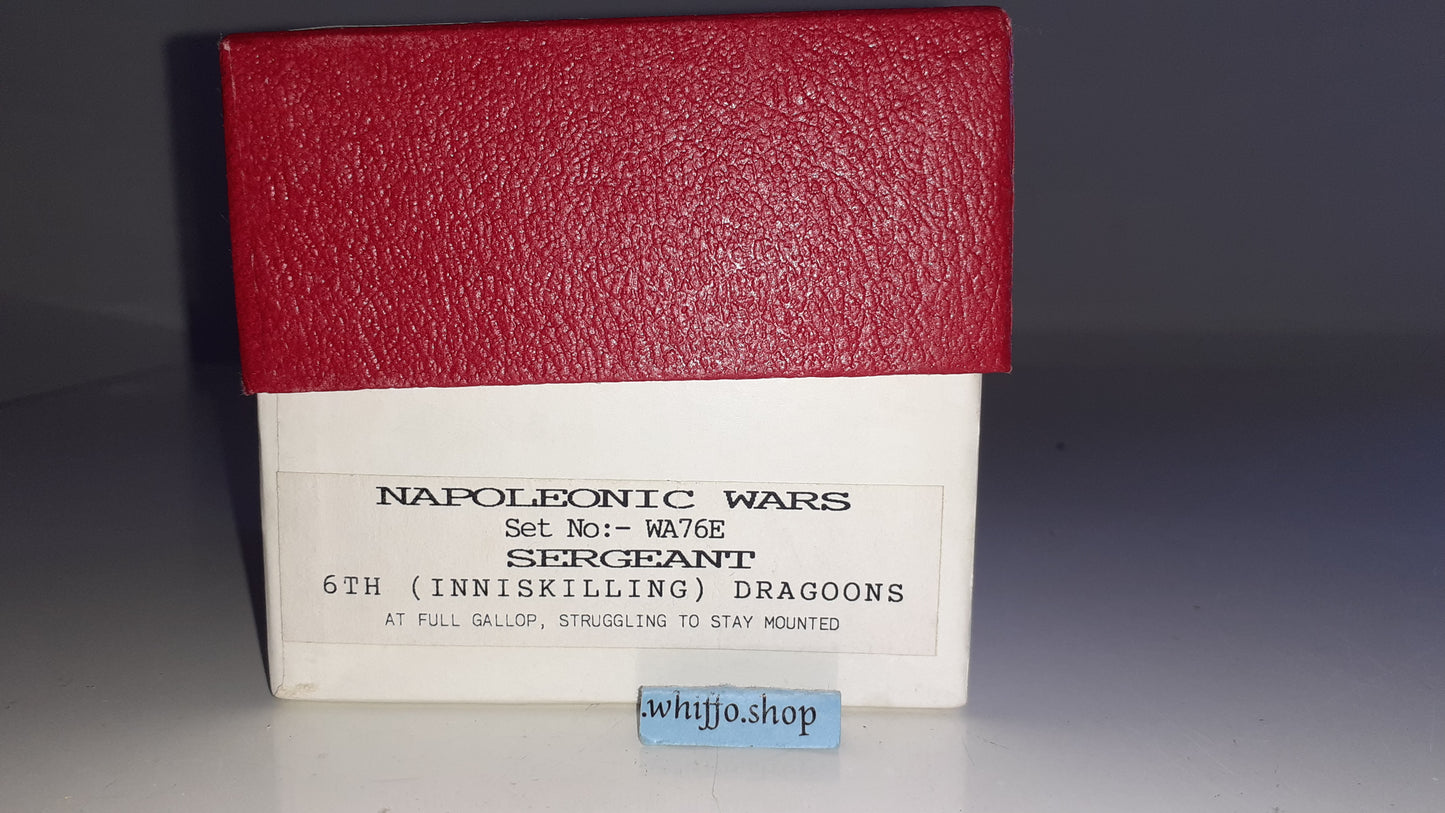 NAPOLEONIC WARS
Set No:- WA76E
SERGEANT
6TH (INNISKILLING) DRAGOONS
AT FULL GALLOP, STRUGGLING TO STAY MOUNTED
.whiffo.shop